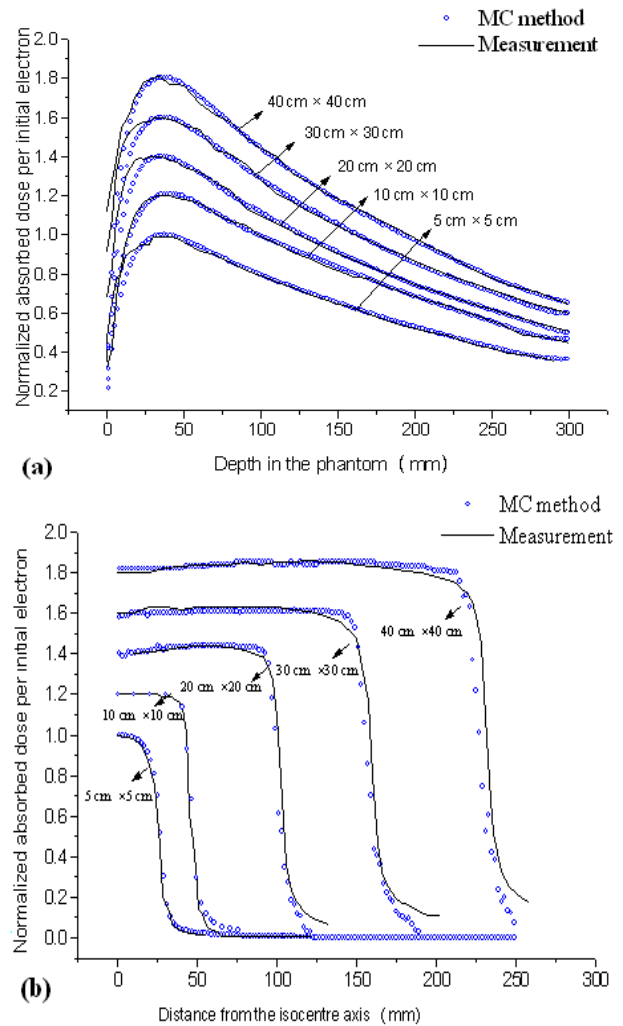 MC method
Measurement
2.0
1.8
1.6
1.4
1.2
1.0
0.8
0.6
0.4
0.2
Normalized absorbed dose per initial electron
40 cm × 40 cm
30 cm × 30 cm
20 cm × 20 cm
10 cm × 10 cm
5 cm × 5 cm
0 50 100 150 200 250 300
(a)
Depth in the phantom ( mm)
MC method
Measurement
2.0
1.8
1.6
1.4
1.2
1.0
0.8
0.6
0.4
0.2
0.0
Normalized absorbed dose per initial electron
40 cm ×40 cm
30 cm ×30 cm
20 cm ×20 cm
10 cm ×10 cm
5 cm ×5 cm
0 50 100 150 200 250 300
(b)
Distance from the isocentre axis (mm)